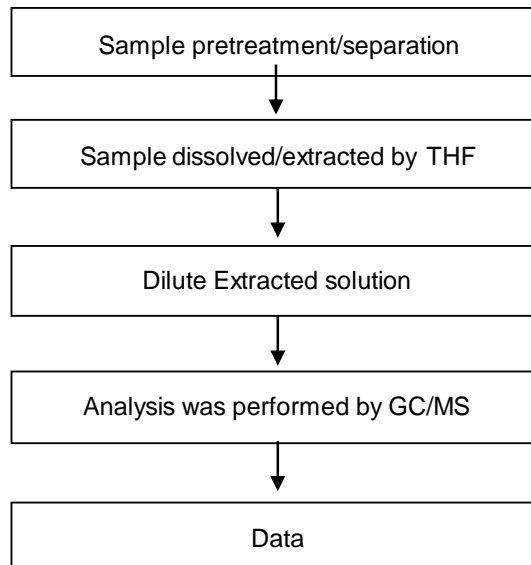 Sample pretreatment/separation
Sample dissolved/extracted by THF
Dilute Extracted solution
Analysis was performed by GC/MS
Data